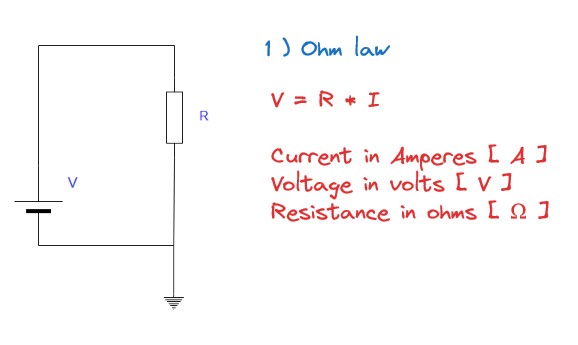 1 ) Ohm law
V = R * I
R
Current in Amperes [ A ]
V
Voltage in volts [ V ]
Resistance in ohms [ Ω ]